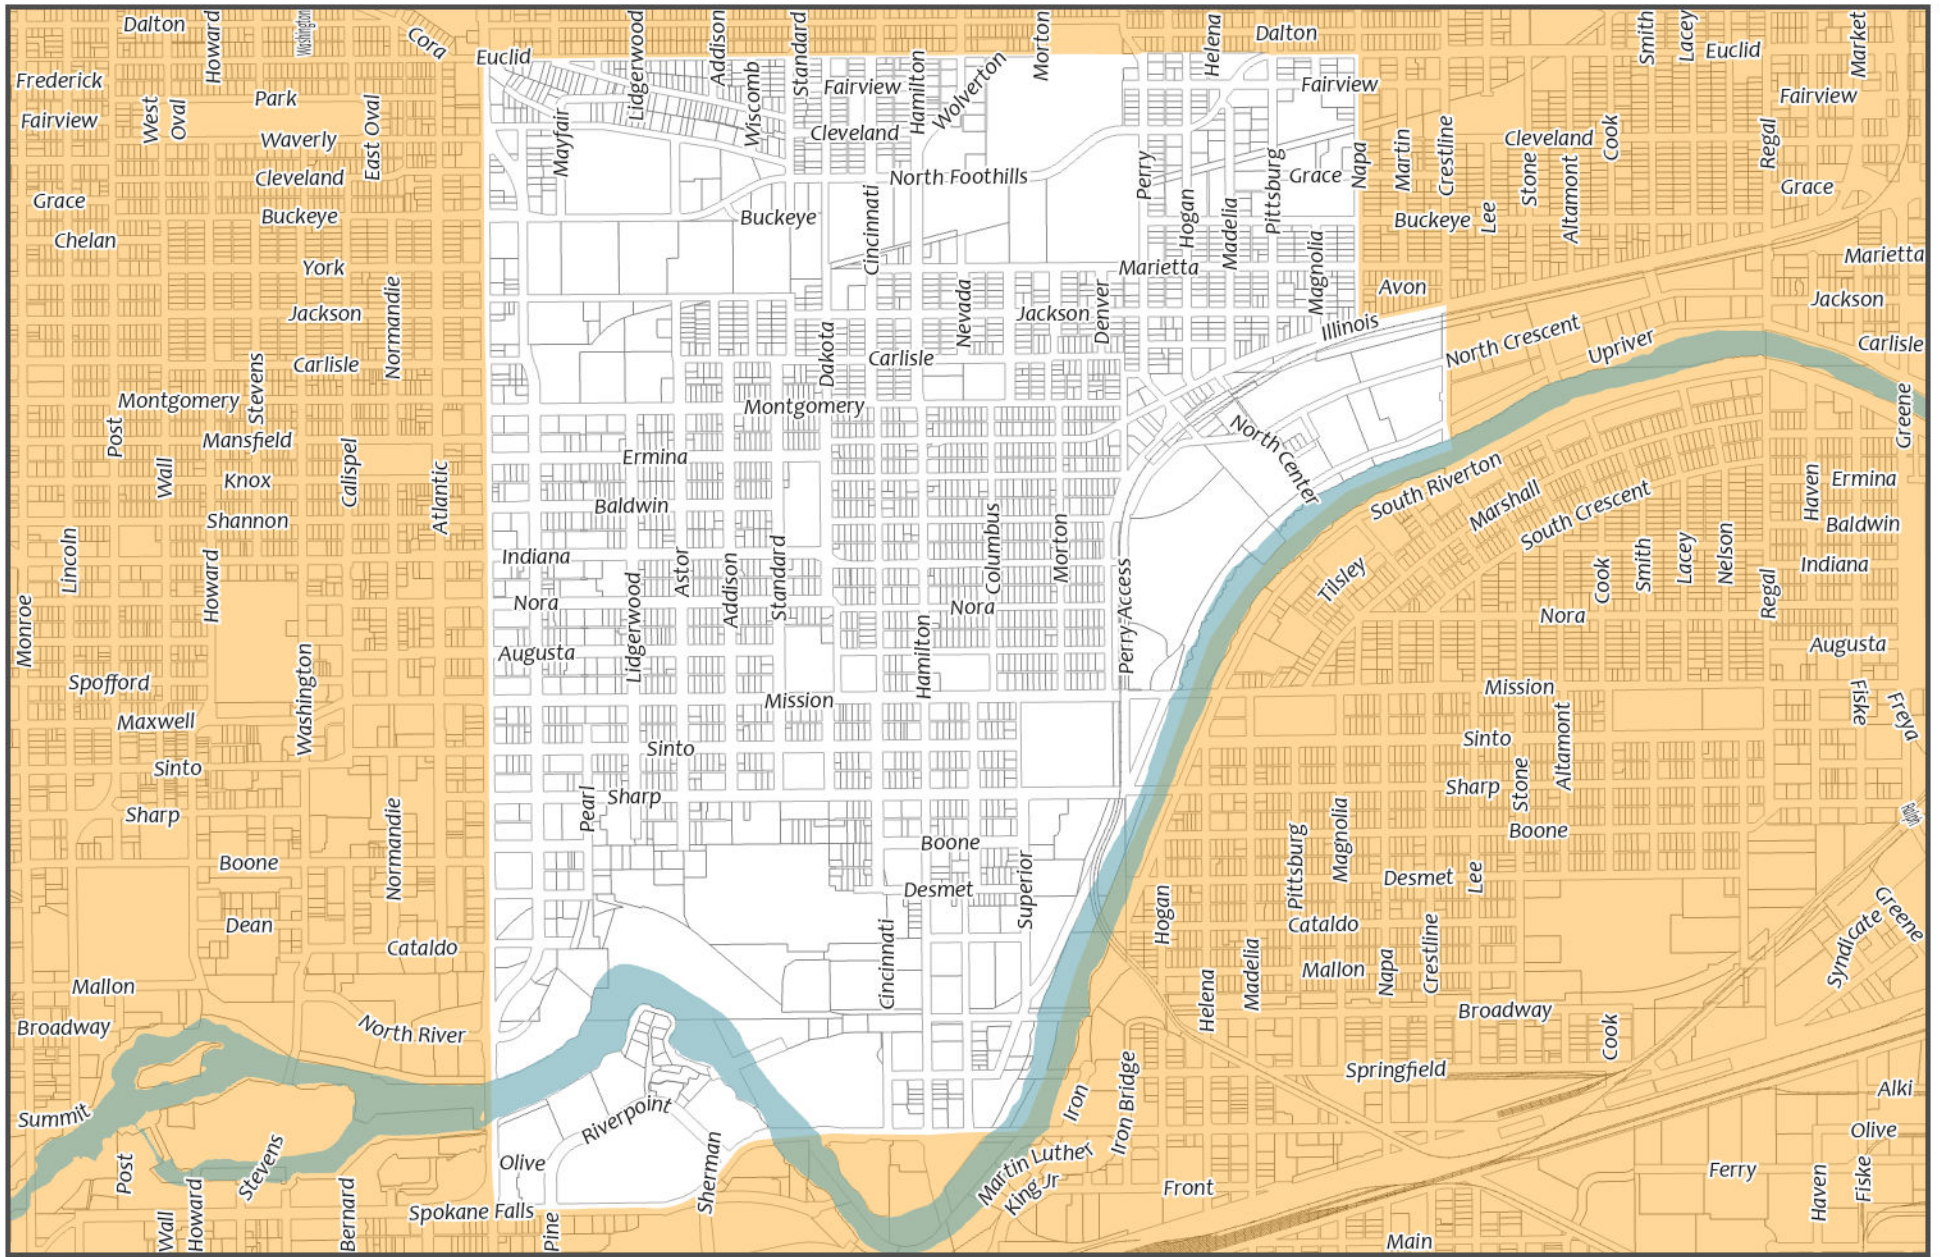 Dalton
Howard
Washington
Cora
Euclid
Lidgerwood
Addison
Standard
Morton
Helena
Dalton
Smith
Lacey
Euclid
Market
Frederick
Park
West
Oval
Fairview
Waverly
East Oval
Mayfair
Wiscomb
Fairview
Hamilton
Wolverton
Cleveland
Fairview
Fairview
Cleveland
Cook
Martin
Crestline
Regal
Cleveland
North Foothills
Perry
Pittsburg
Grace
Napa
Stone
Altamont
Grace
Grace
Buckeye
Buckeye
Cincinnati
Hogan
Madelia
Buckeye
Lee
Chelan
York
Marietta
Magnolia
Avon
Marietta
Normandie
Jackson
Nevada
Jackson
Denver
Illinois
Jackson
Stevens
Carlisle
Dakota
Carlisle
North Crescent
Upriver
Carlisle
Montgomery
Montgomery
Greene
Post
Mansfield
Wall
Knox
Calispel
Atlantic
Ermina
North Center
South Riverton
Marshall
South Crescent
Haven
Ermina
Baldwin
Shannon
Baldwin
Lincoln
Howard
Indiana
Astor
Addison
Standard
Columbus
Morton
Tilsley
Cook
Smith
Lacey
Nelson
Regal
Indiana
Monroe
Nora
Lidgerwood
Nora
Perry-Access
Nora
Augusta
Hamilton
Augusta
Washington
Spofford
Mission
Mission
Fiske
Freya
Maxwell
Sinto
Sinto
Altamont
Sinto
Sharp
Pearl
Sharp
Stone
Sharp
Normandie
Magnolia
Pittsburg
Boone
Ralph
Boone
Boone
Desmet
Superior
Desmet
Lee
Dean
Hogan
Cataldo
Crestline
Greene
Syndicate
Cataldo
Cincinnati
Madelia
Mallon
Napa
Mallon
Helena
Broadway
North River
Broadway
Cook
Springfield
Iron
Iron Bridge
Alki
Summit
Riverpoint
Olive
Post
Stevens
Olive
Sherman
Martin Luther
King Jr
Ferry
Haven
Fiske
Front
Wall
Howard
Bernard
Spokane Falls
Pine
Main